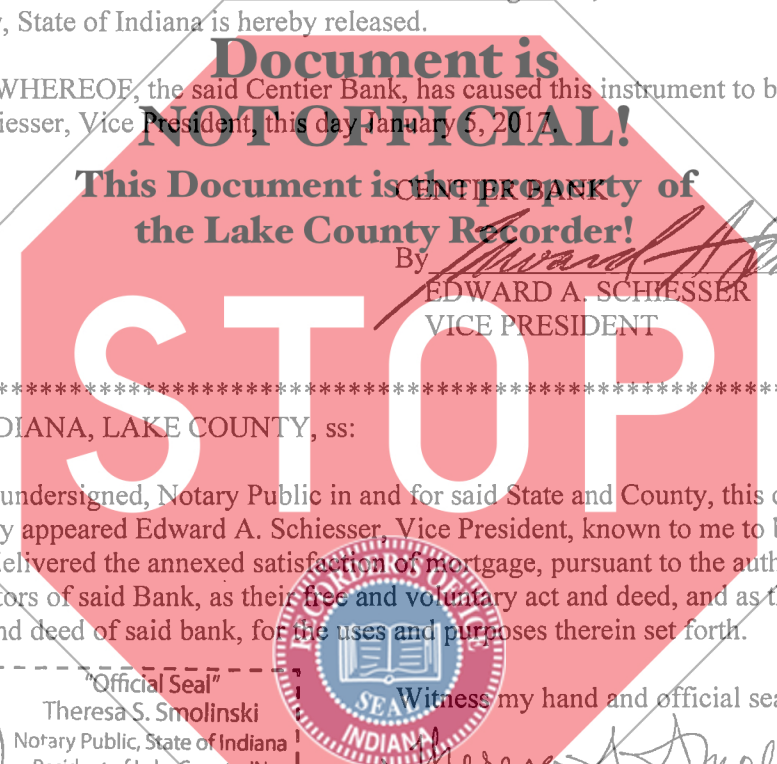 , State of Indiana is hereby released.
Document is
WHEREOF, the said Centier Bank, has caused this instrument to b
NOT OFFICIAL!
iesser, Vice President, this day January 5, 2017.
This Document is the property of
CENTIER BANK
the Lake County Recorder!
By
EDWARD A. SCHIESSER
VICE PRESIDENT
STOP
************************************************************
DIANA, LAKE COUNTY, ss:
undersigned, Notary Public in and for said State and County, this
y appeared Edward A. Schiesser, Vice President, known to me to
delivered the annexed satisfaction of mortgage, pursuant to the auth
tors of said Bank, as their free and voluntary act and deed, and as t
nd deed of said bank, for the uses and purposes therein set forth.
RECORDER'S OFFICE
SEAL
INDIANA
"Official Seal"
Theresa S. Smolinski
Notary Public, State of Indiana
Witness my hand and official sea